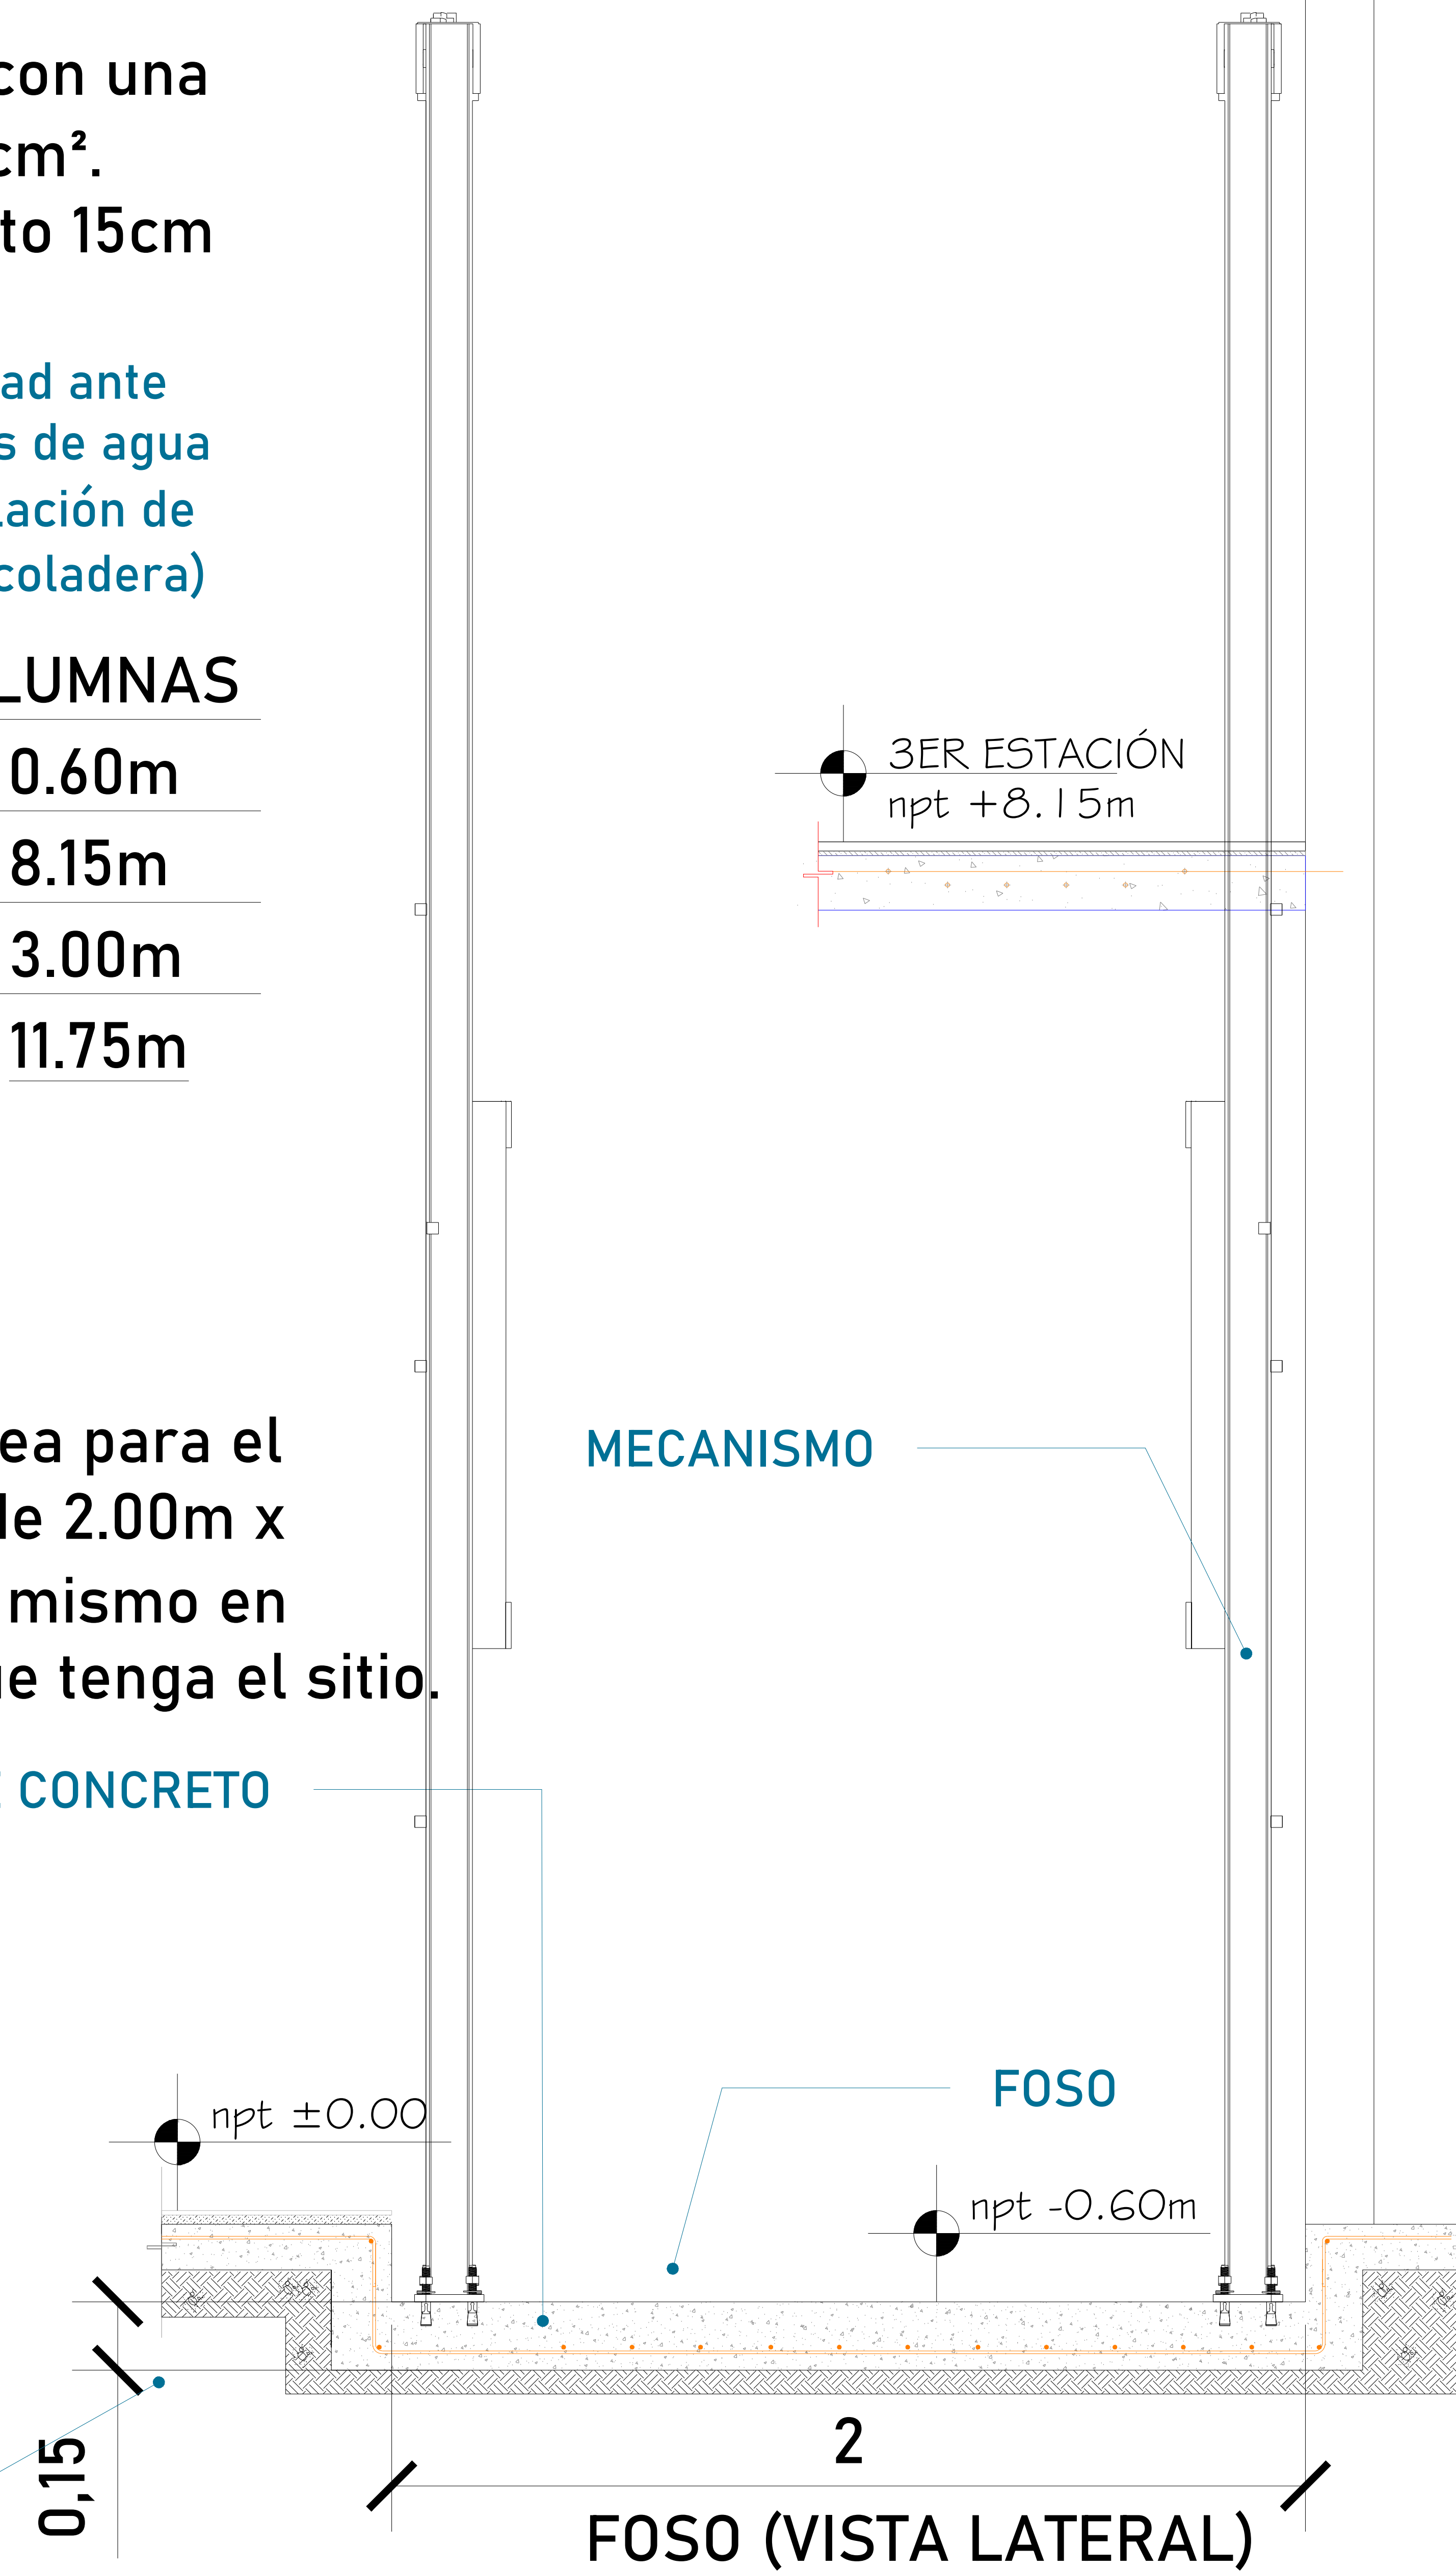 con una
cm².
to 15cm
ad ante
s de agua
lación de
coladera)
LUMNAS
0.60m
8.15m
3.00m
11.75m
3ER ESTACIÓN
npt +8.15m
ea para el
de 2.00m x
mismo en
ue tenga el sitio.
MECANISMO
E CONCRETO
FOSO
npt ±0.00
npt -0.60m
0,15
2
FOSO (VISTA LATERAL)